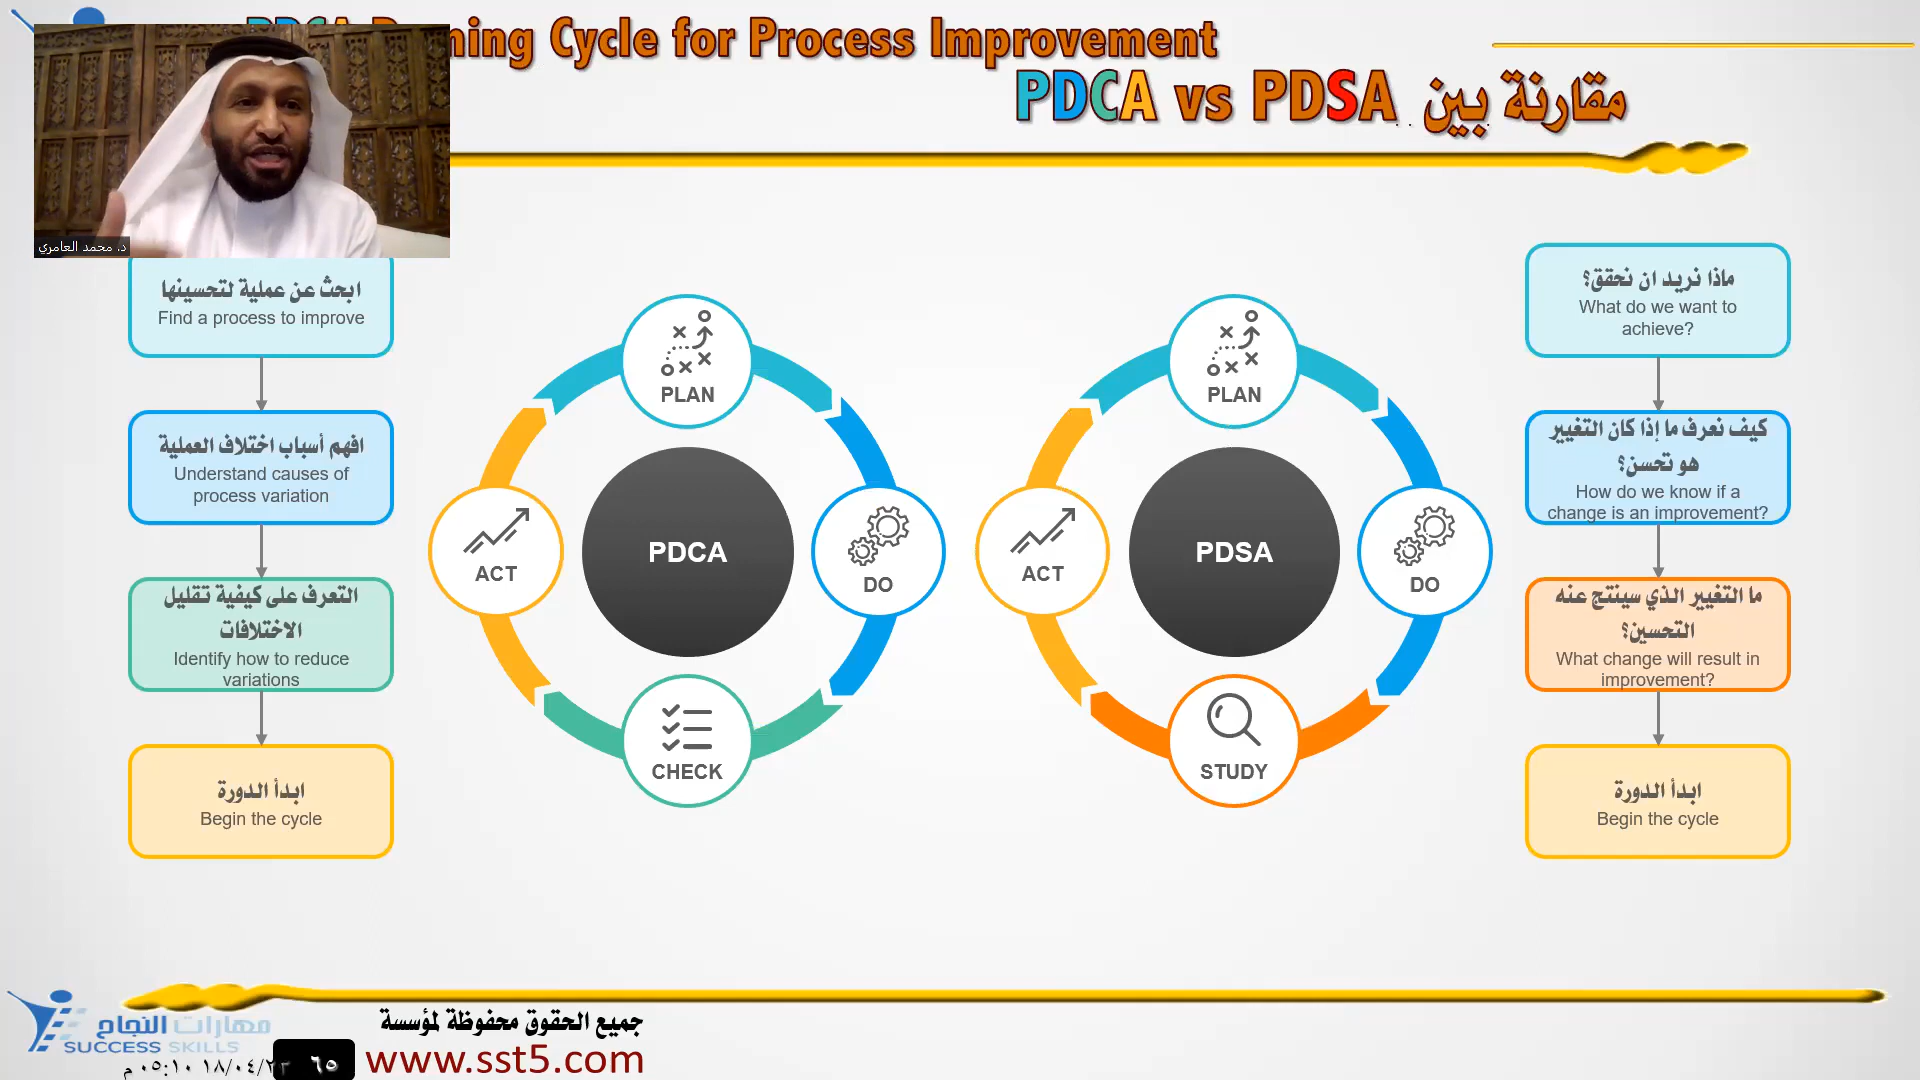 ning Cycle for Process Improvement
مقارنة بين PDCA vs PDSA
د. محمد العامري
ابحث عن عملية لتحسينها
Find a process to improve
افهم أسباب اختلاف العملية
Understand causes of
process variation
التعرف على كيفية تقليل
الاختلافات
Identify how to reduce
variations
ابدأ الدورة
Begin the cycle
PLAN
DO
CHECK
ACT
PDCA
PLAN
DO
STUDY
ACT
PDSA
ماذا نريد ان نحقق؟
What do we want to
achieve?
كيف نعرف ما إذا كان التغيير
هو تحسن؟
How do we know if a
change is an improvement?
ما التغيير الذي سينتج عنه
التحسين؟
What change will result in
improvement?
ابدأ الدورة
Begin the cycle
مهارات النجاح
SUCCESS SKILLS
جميع الحقوق محفوظة لمؤسسة
www.sst5.com
٦٥
١٨/٠٤/٢٣ ٠٥:١٠ م